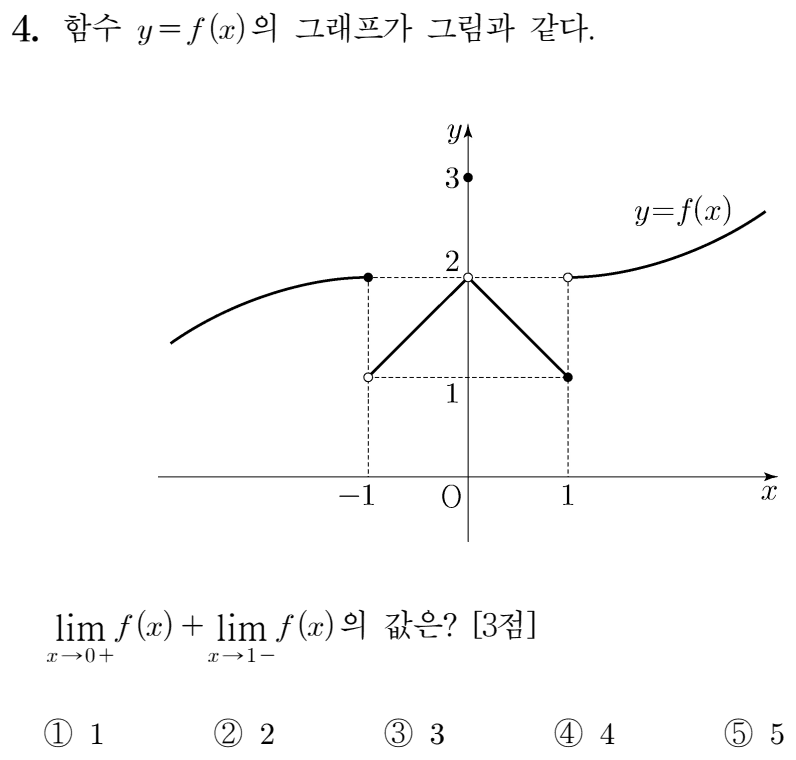 4. 함수 y=f(x)의 그래프가 그림과 같다.
y
3
y=f(x)
2
1
-1 O 1 x
lim f(x) + lim f(x)의 값은? [3점]
x→0+ x→1-
① 1 ② 2 ③ 3 ④ 4 ⑤ 5